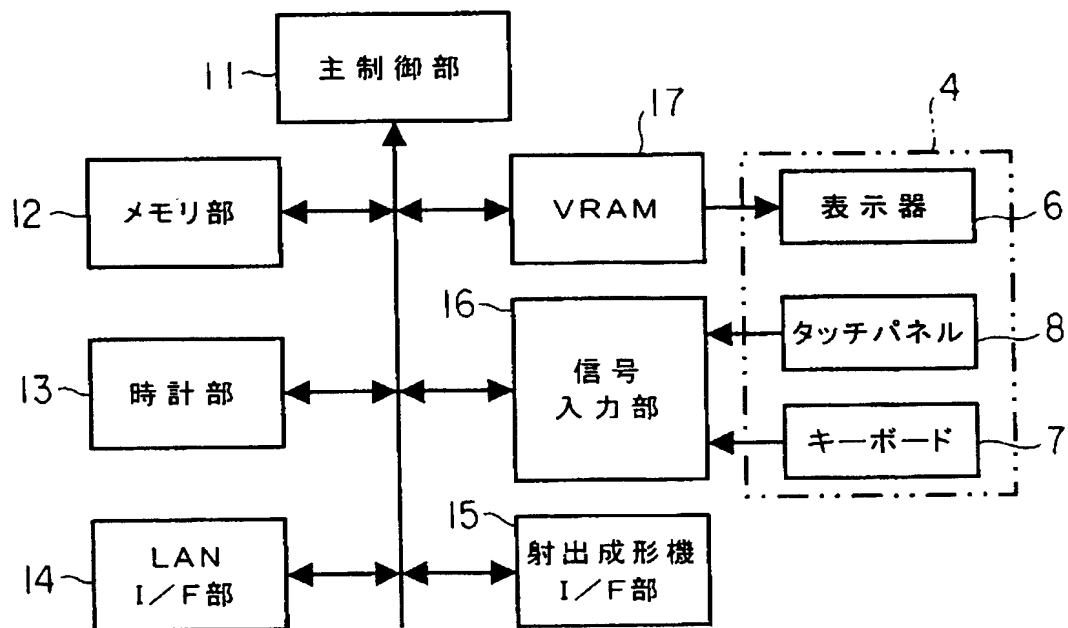 11
主制御部
17
4
12
メモリ部
VRAM
表示器
6
16
13
時計部
信号
入力部
タッチパネル
8
キーボード
7
15
14
LAN
I/F部
射出成形機
I/F部